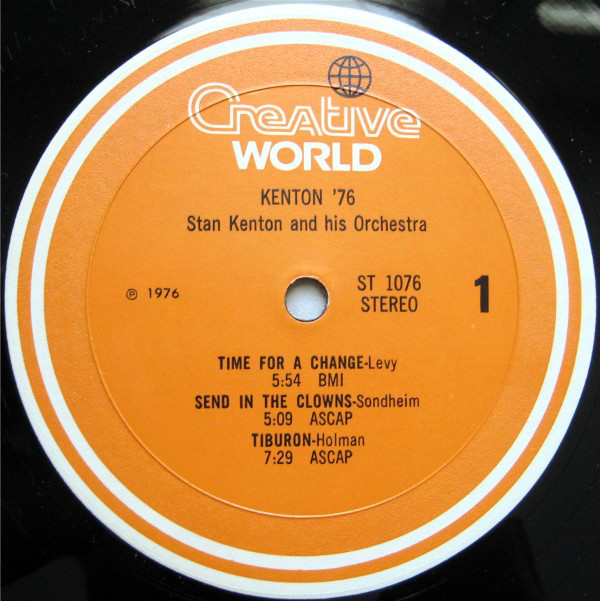 Creative
WORLD
KENTON '76
Stan Kenton and his Orchestra
℗ 1976
ST 1076
STEREO
1
TIME FOR A CHANGE-Levy
5:54 BMI
SEND IN THE CLOWNS-Sondheim
5:09 ASCAP
TIBURON-Holman
7:29 ASCAP